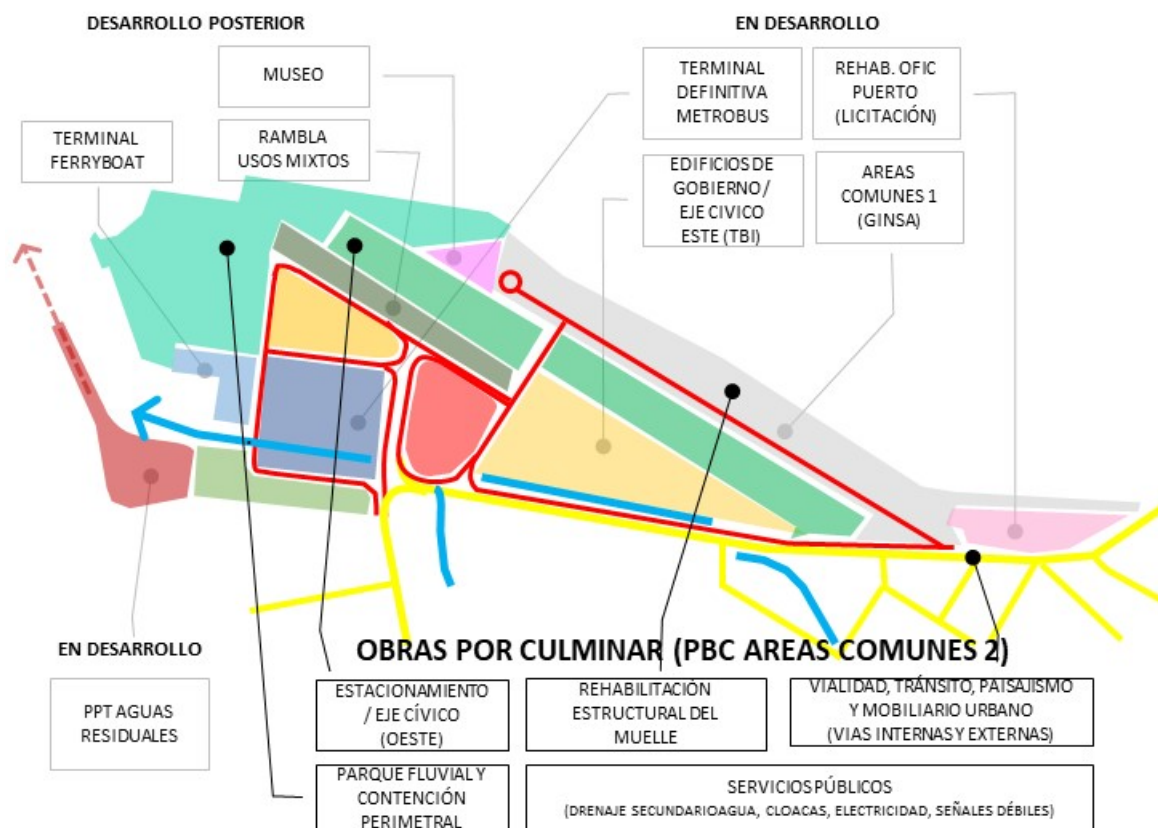 DESARROLLO POSTERIOR
EN DESARROLLO
MUSEO
TERMINAL
DEFINITIVA
METROBUS
REHAB. OFIC
PUERTO
(LICITACIÓN)
TERMINAL
FERRYBOAT
RAMBLA
USOS MIXTOS
EDIFICIOS DE
GOBIERNO /
EJE CIVICO
ESTE (TBI)
AREAS
COMUNES 1
(GINSA)
EN DESARROLLO
PPT AGUAS
RESIDUALES
OBRAS POR CULMINAR (PBC AREAS COMUNES 2)
ESTACIONAMIENTO
/ EJE CÍVICO
(OESTE)
REHABILITACIÓN
ESTRUCTURAL DEL
MUELLE
VIALIDAD, TRÁNSITO, PAISAJISMO
Y MOBILIARIO URBANO
(VIAS INTERNAS Y EXTERNAS)
PARQUE FLUVIAL Y
CONTENCIÓN
PERIMETRAL
SERVICIOS PÚBLICOS
(DRENAJE SECUNDARIOAGUA, CLOACAS, ELECTRICIDAD, SEÑALES DÉBILES)